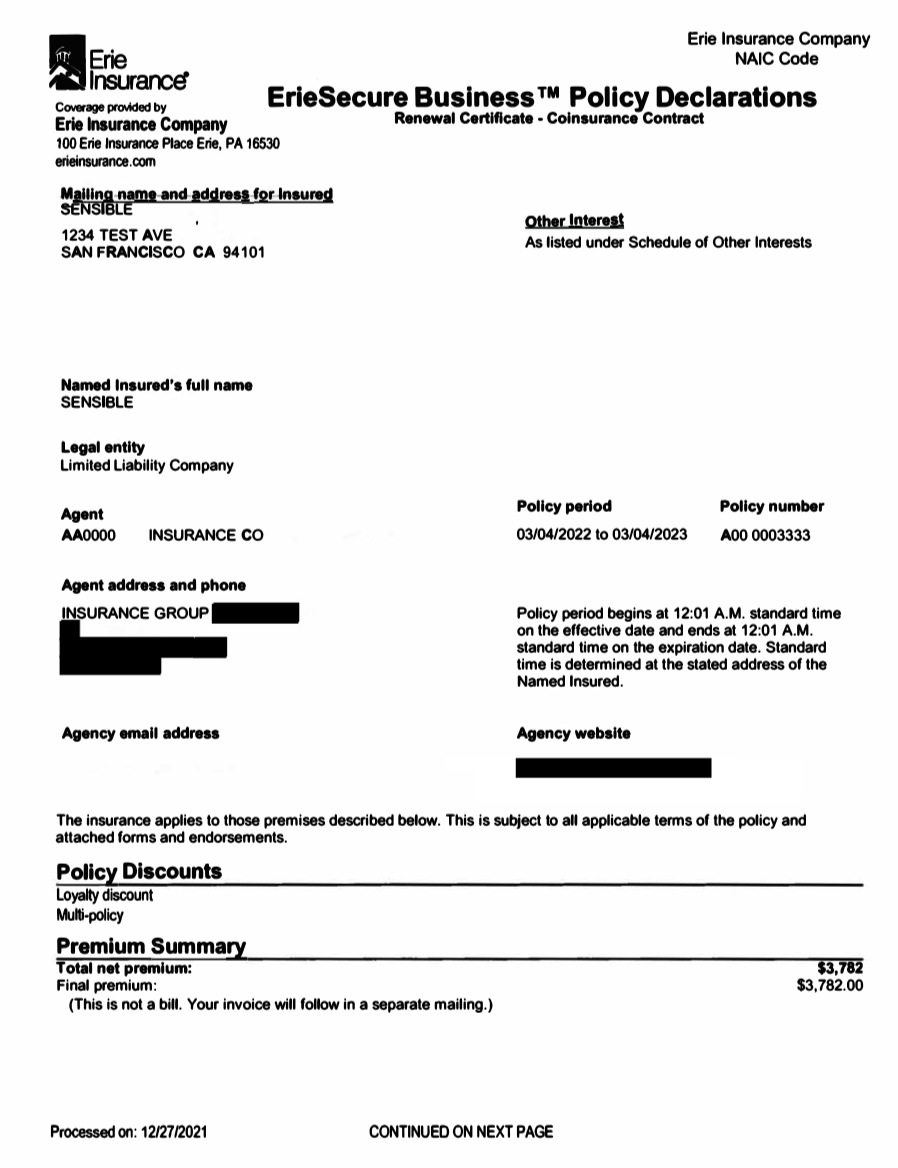 Erie Insurance Company
NAIC Code
Erie
Insurance®
Coverage provided by
Erie Insurance Company
100 Erie Insurance Place Erie, PA 16530
erieinsurance.com
ErieSecure Business™ Policy Declarations
Renewal Certificate - Coinsurance Contract
Mailing name and address for Insured
SENSIBLE
1234 TEST AVE
SAN FRANCISCO CA 94101
Other Interest
As listed under Schedule of Other Interests
Named Insured's full name
SENSIBLE
Legal entity
Limited Liability Company
Agent
AA0000 INSURANCE CO
Policy period
03/04/2022 to 03/04/2023
Policy number
A00 0003333
Agent address and phone
INSURANCE GROUP
Policy period begins at 12:01 A.M. standard time
on the effective date and ends at 12:01 A.M.
standard time on the expiration date. Standard
time is determined at the stated address of the
Named Insured.
Agency email address
Agency website
The insurance applies to those premises described below. This is subject to all applicable terms of the policy and
attached forms and endorsements.
Policy Discounts
Loyalty discount
Multi-policy
Premium Summary
Total net premium: $3,782
Final premium: $3,782.00
(This is not a bill. Your invoice will follow in a separate mailing.)
Processed on: 12/27/2021
CONTINUED ON NEXT PAGE